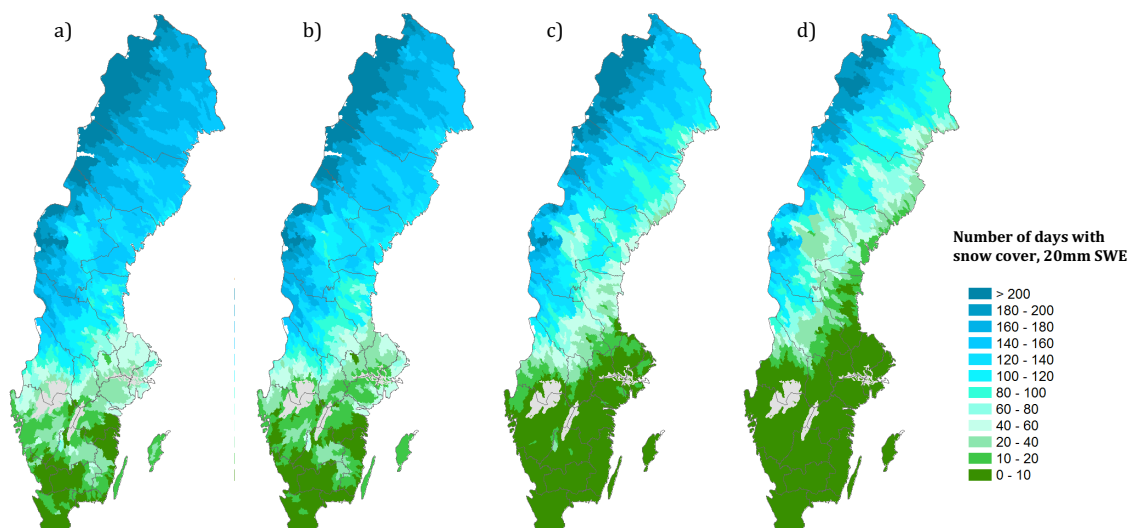 a)
b)
c)
d)
Number of days with
snow cover, 20mm SWE
> 200
180 - 200
160 - 180
140 - 160
120 - 140
100 - 120
80 - 100
60 - 80
40 - 60
20 - 40
10 - 20
0 - 10